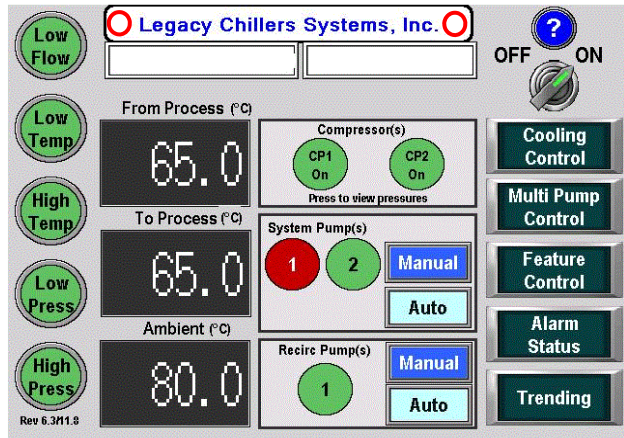 Legacy Chillers Systems, Inc.
?
OFF ON
Low
Flow
Low
Temp
High
Temp
Low
Press
High
Press
Rev 6.3/11.8
From Process (°C)
65.0
To Process (°C)
65.0
Ambient (°C)
80.0
Compressor(s)
CP1
On
CP2
On
Press to view pressures
System Pump(s)
1
2
Manual
Auto
Recirc Pump(s)
1
Manual
Auto
Cooling
Control
Multi Pump
Control
Feature
Control
Alarm
Status
Trending